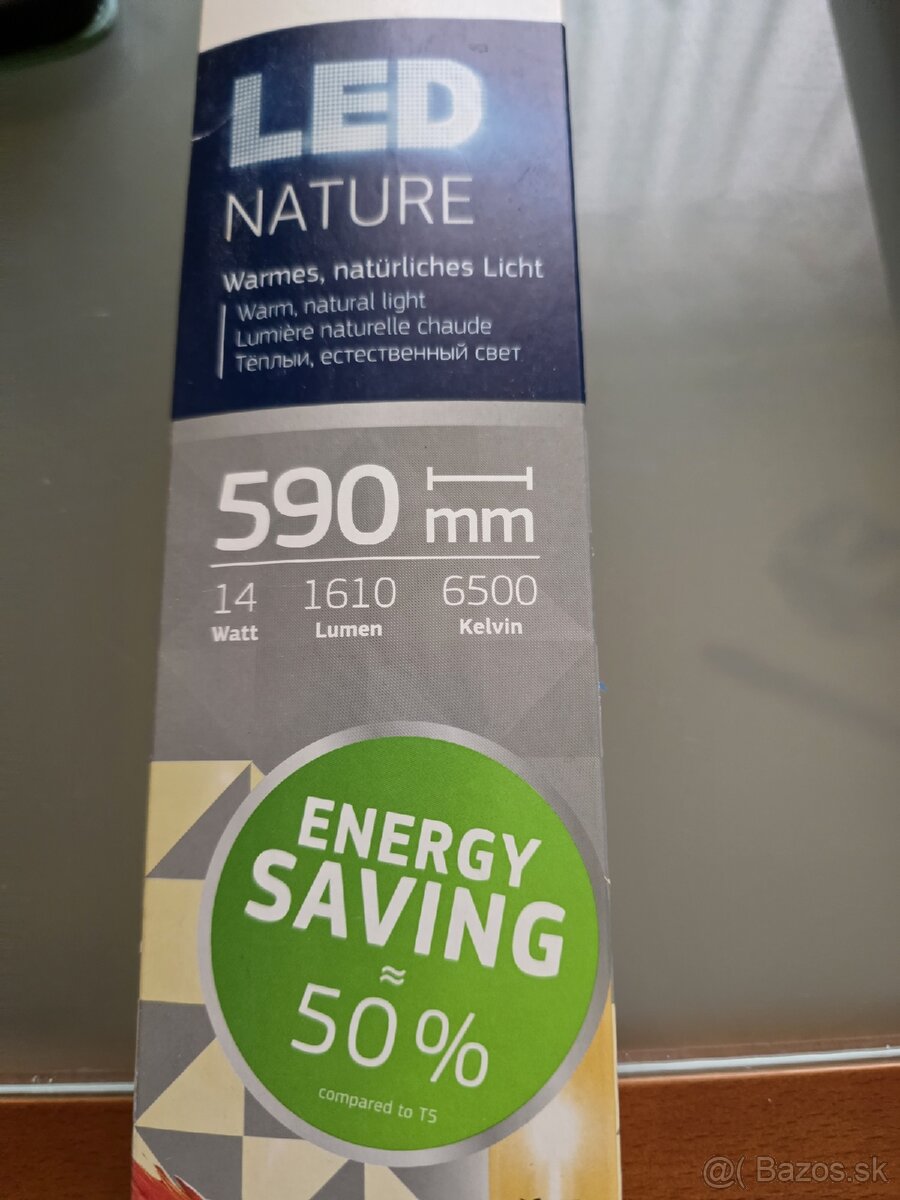 LED
NATURE
Warmes, natürliches Licht
Warm, natural light
Lumière naturelle chaude
Тёплый, естественный свет
590 mm
14 1610 6500
Watt Lumen Kelvin
ENERGY
SAVING
≈
50 %
compared to T5
@( Bazos.sk